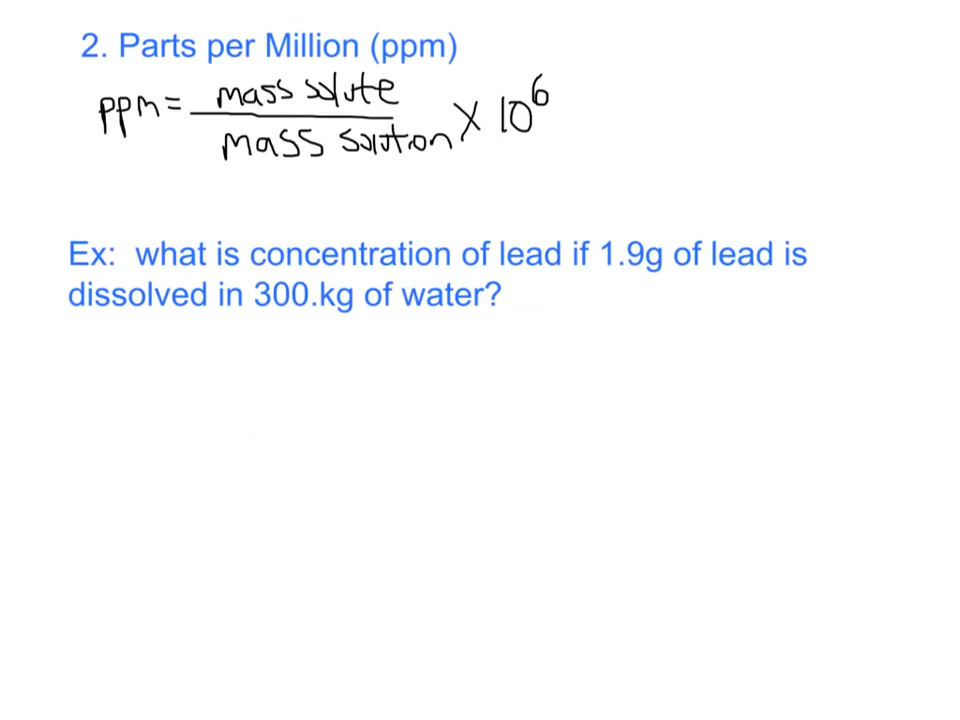 2. Parts per Million (ppm)
ppm = mass solute
mass solution × 10⁶
Ex: what is concentration of lead if 1.9g of lead is
dissolved in 300.kg of water?